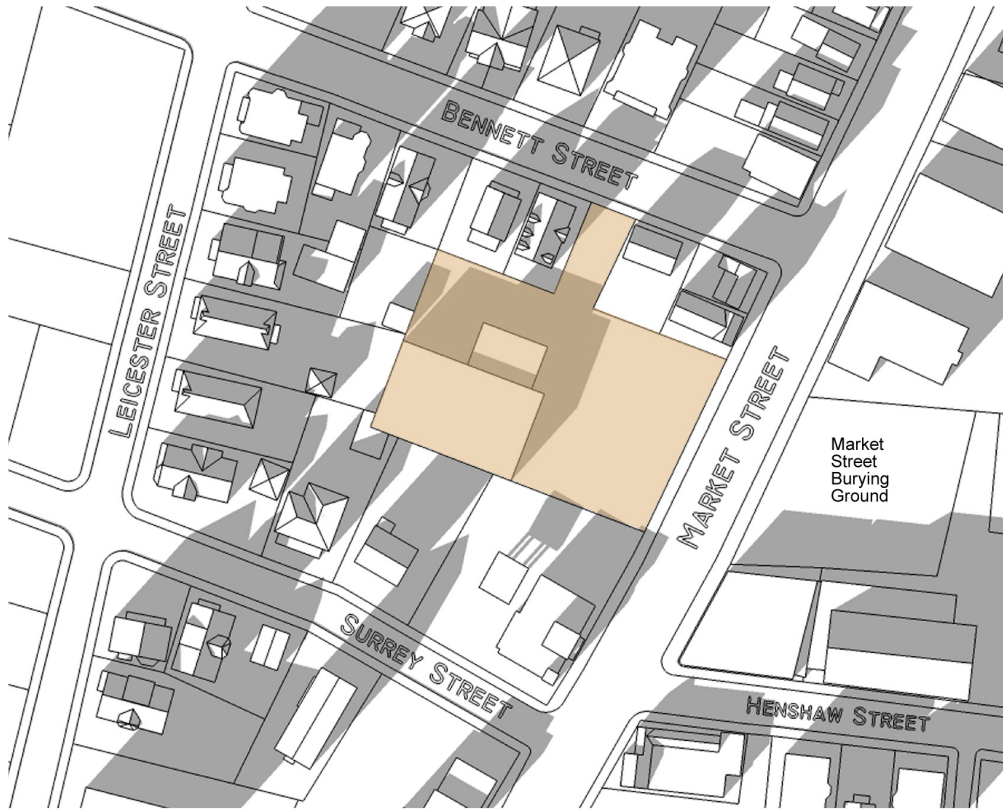 BENNETT STREET
LEICESTER STREET
MARKET STREET
Market
Street
Burying
Ground
SURREY STREET
HENSHAW STREET